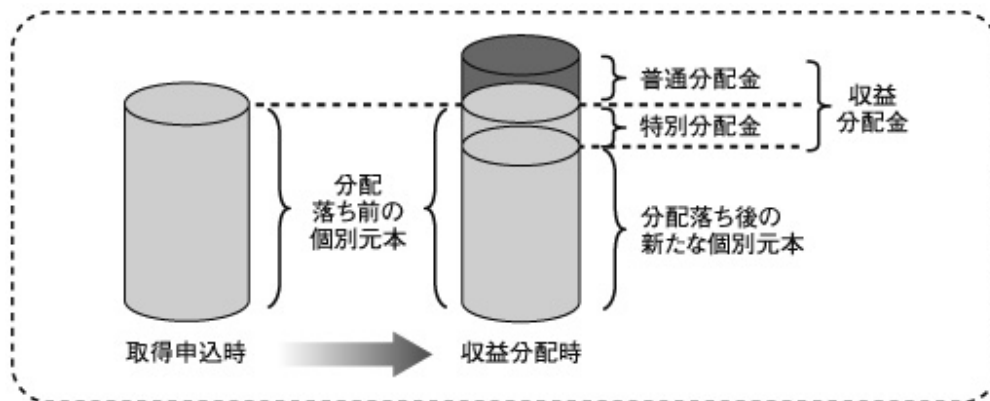 普通分配金
収益
分配金
特別分配金
分配
落ち前の
個別元本
分配落ち後の
新たな個別元本
取得申込時
収益分配時